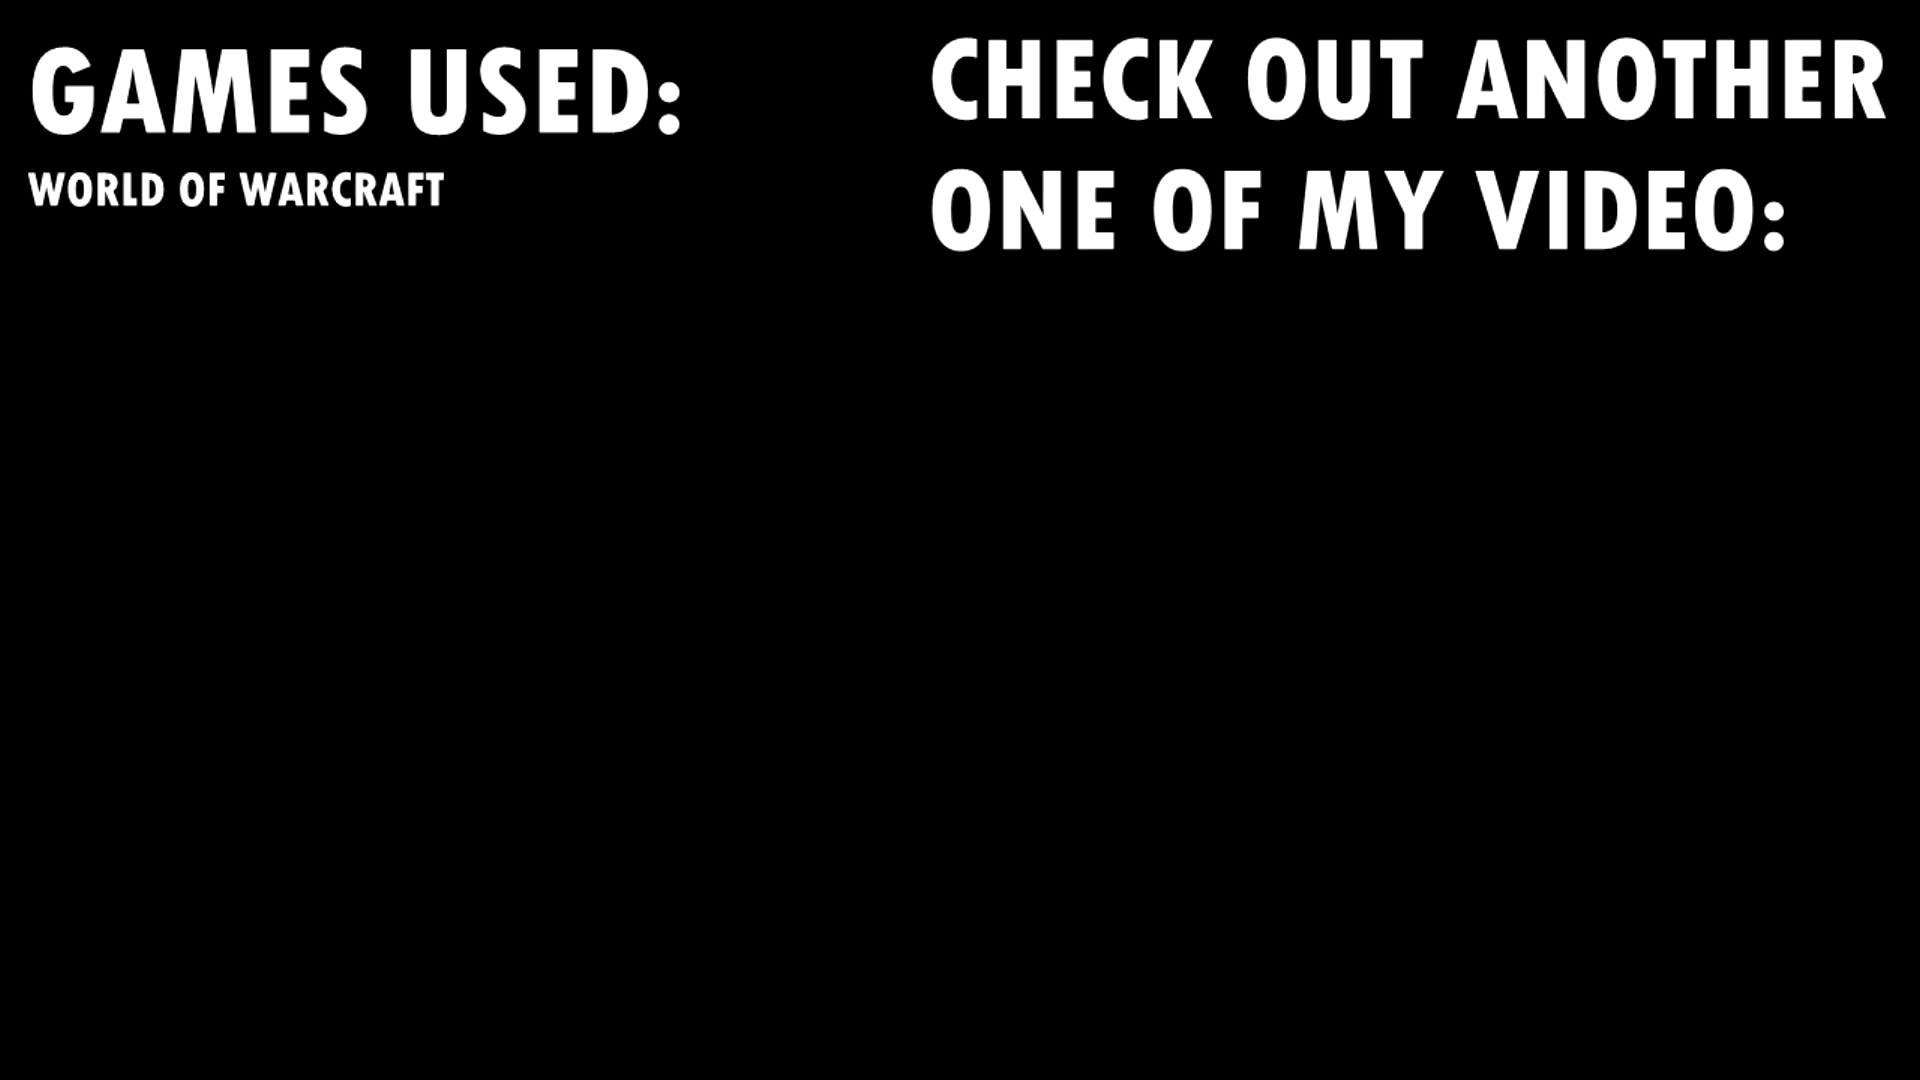 GAMES USED:
WORLD OF WARCRAFT
CHECK OUT ANOTHER
ONE OF MY VIDEO: